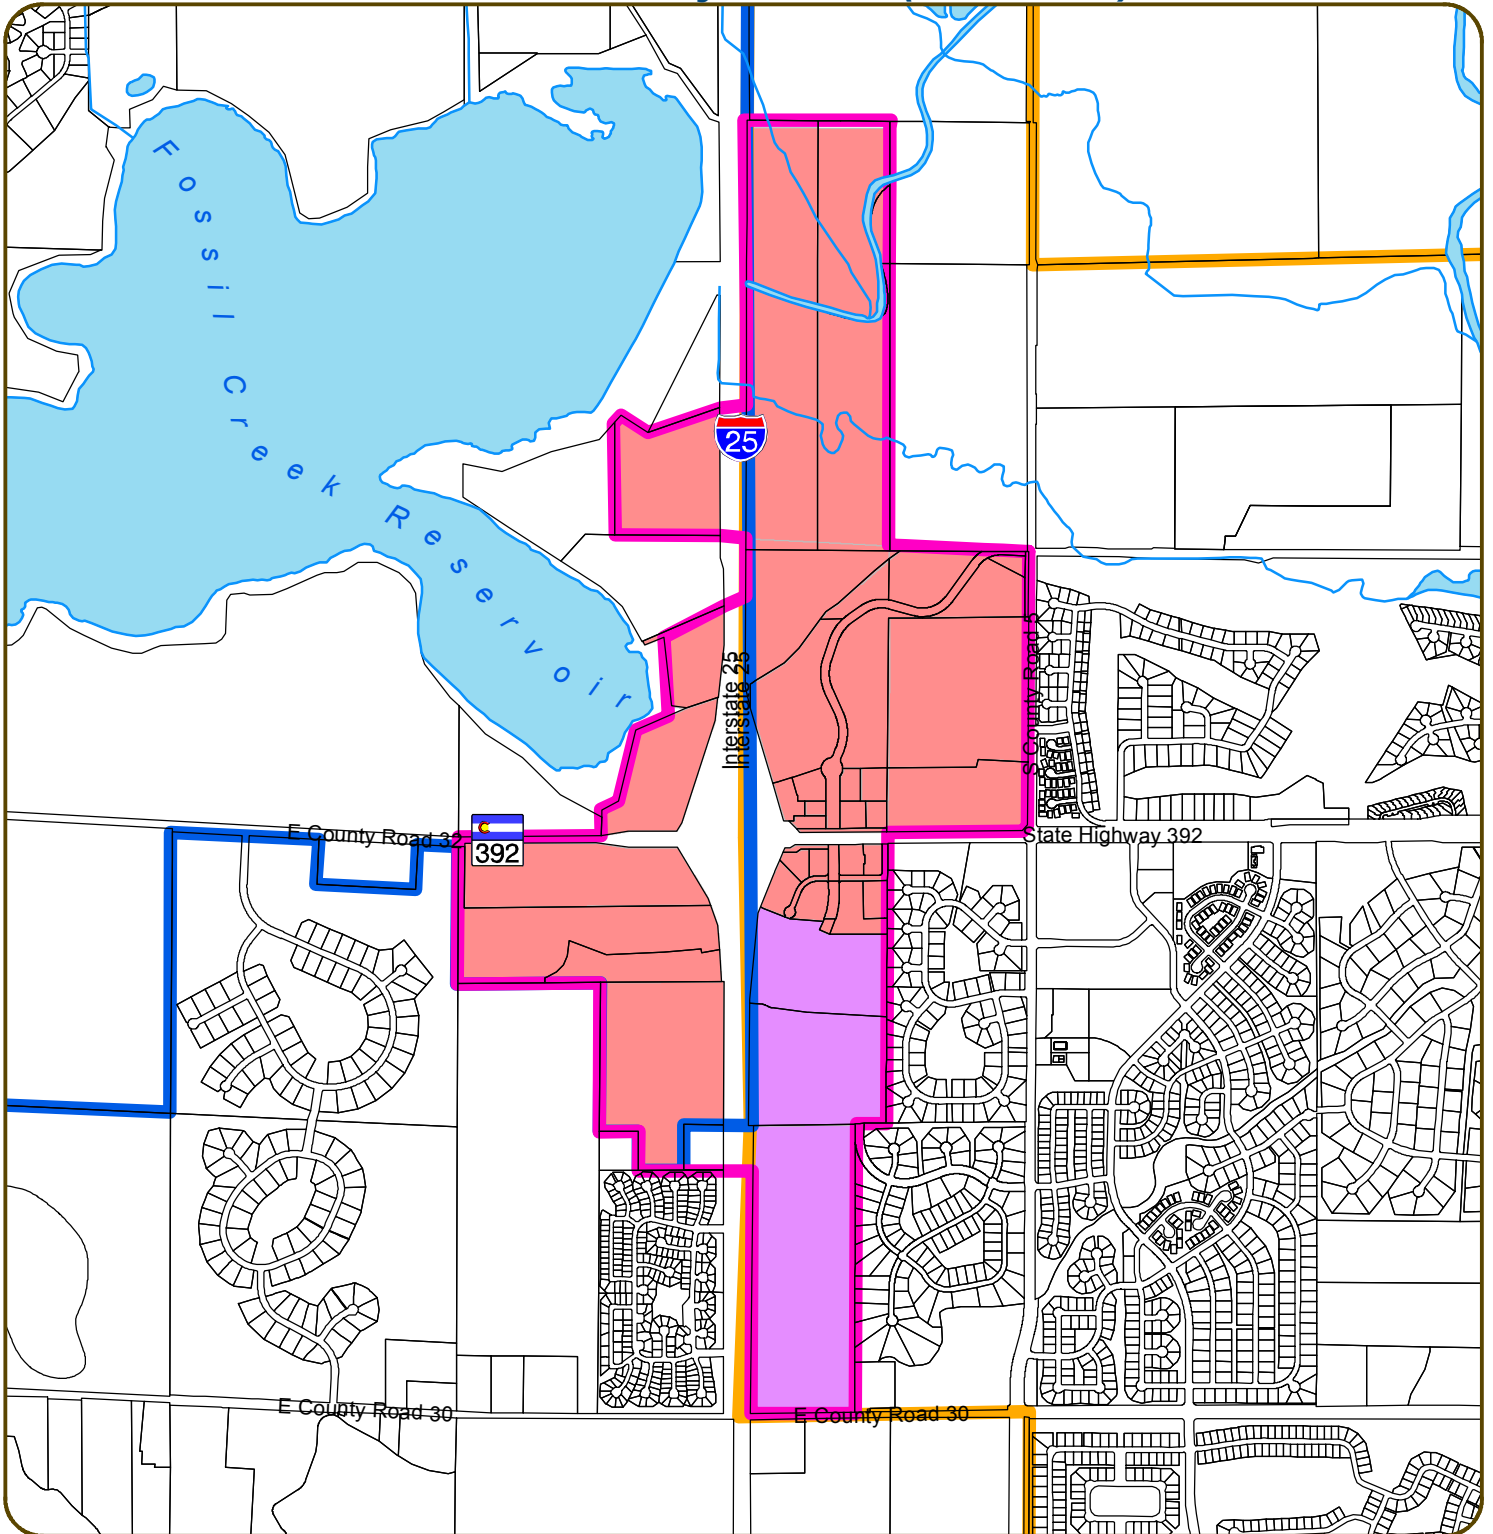 Fossil Creek Reservoir
25
Interstate 25
Interstate 25
S County Road 5
E County Road 32
392
State Highway 392
E County Road 30
E County Road 30